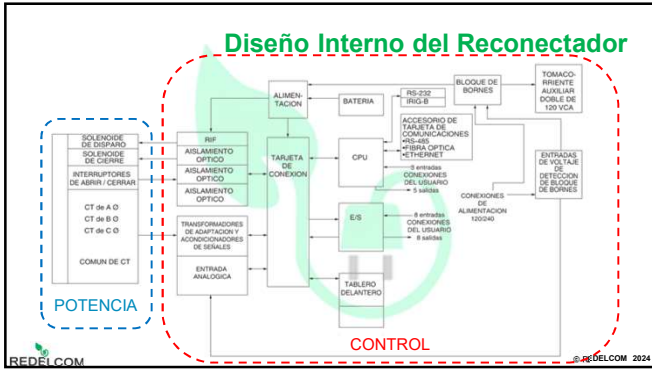 Diseño Interno del Reconectador
ALIMEN-
TACION
BATERIA
RS-232
IRIG-B
BLOQUE DE
BORNES
TOMACO-
RRIENTE
AUXILIAR
DOBLE DE
120 VCA
SOLENOIDE
DE DISPARO
SOLENOIDE
DE CIERRE
INTERRUPTORES
DE ABRIR / CERRAR
CT de A Ø
CT de B Ø
CT de C Ø
COMUN DE CT
POTENCIA
RIF
AISLAMIENTO
OPTICO
AISLAMIENTO
OPTICO
AISLAMIENTO
OPTICO
TRANSFORMADORES
DE ADAPTACION Y
ACONDICIONADORES
DE SEÑALES
ENTRADA
ANALOGICA
TARJETA
DE
CONEXION
CPU
ACCESORIO DE
TARJETA DE
COMUNICACIONES
•RS-485
•FIBRA OPTICA
•ETHERNET
3 entradas
CONEXIONES
DEL USUARIO
5 salidas
E/S
8 entradas
CONEXIONES
DEL USUARIO
8 salidas
TABLERO
DELANTERO
CONEXIONES
DE
ALIMENTACION
120/240
ENTRADAS
DE VOLTAJE
DE
DETECCION
DE BLOQUE
DE BORNES
CONTROL
REDELCOM
© REDELCOM 2024